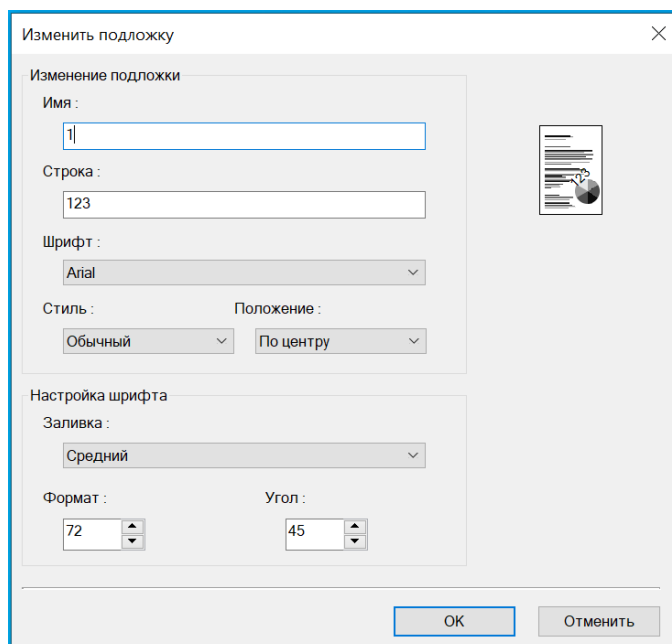 Изменить подложку
Изменение подложки
Имя :
1
Строка :
123
Шрифт :
Arial
Стиль : Положение :
Обычный По центру
Настройка шрифта
Заливка :
Средний
Формат : Угол :
72 45
OK Отменить
123